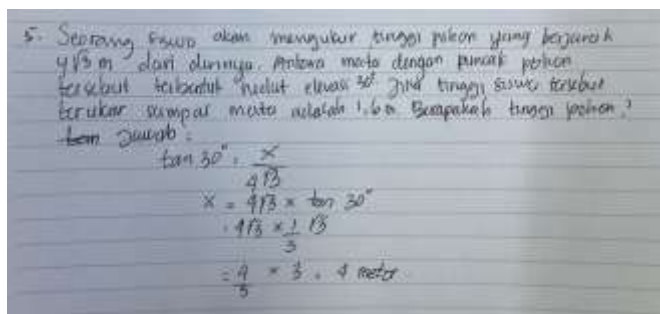 5. Seorang siswa akan mengukur tinggi pohon yang berjarak
4√3 m dari dirinya. Antara mata dengan puncak pohon
tersebut terbentuk sudut elevasi 30° Jika tinggi siswa tersebut
terukur sampai mata adalah 1,6 m. Berapakah tinggi pohon?
Jawab :
tan 30° = x / 4√3
x = 4√3 × tan 30°
= 4√3 × 1/3 √3
= 4/3 × 3 = 4 meter